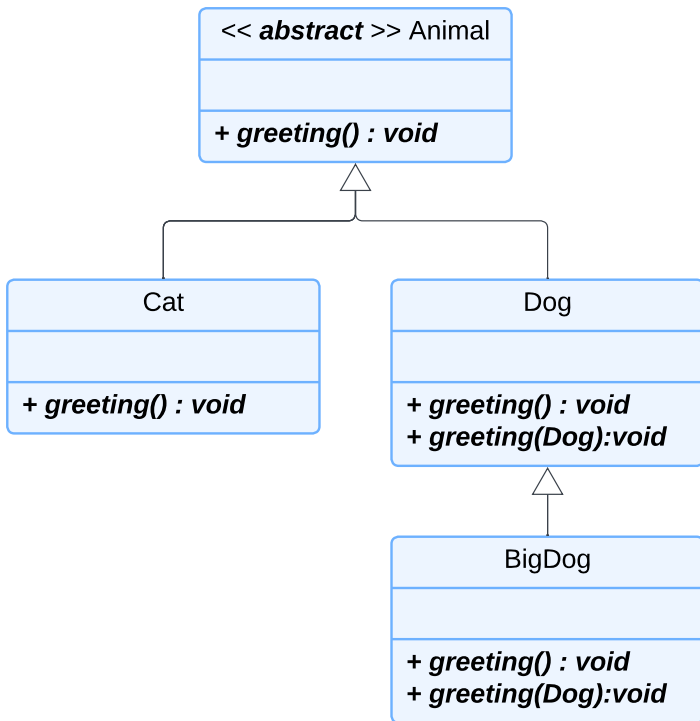 << abstract >> Animal
+ greeting() : void
Cat
+ greeting() : void
Dog
+ greeting() : void
+ greeting(Dog):void
BigDog
+ greeting() : void
+ greeting(Dog):void